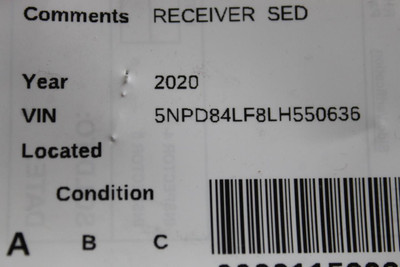 Comments RECEIVER SED
Year 2020
VIN 5NPD84LF8LH550636
Located
Condition
A B C